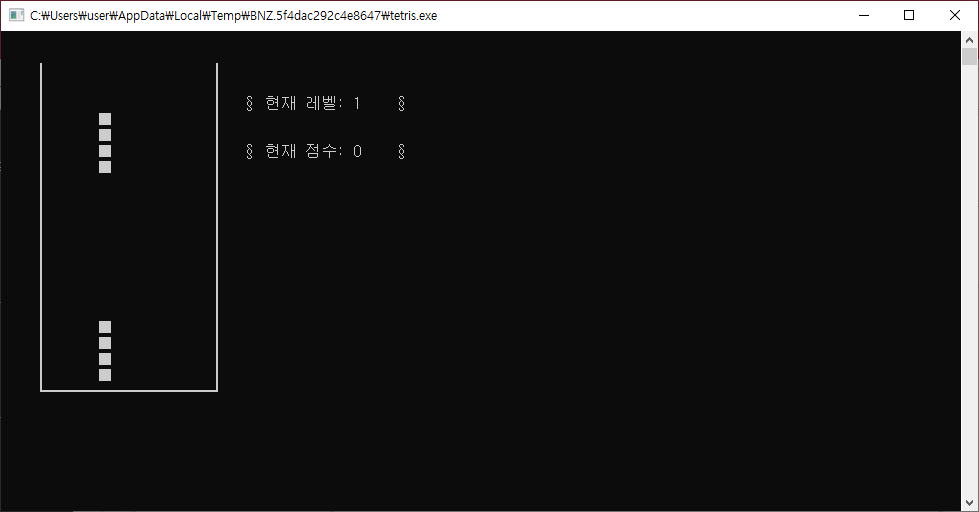 C:₩Users₩user₩AppData₩Local₩Temp₩BNZ.5f4dac292c4e8647₩tetris.exe
§ 현재 레벨: 1 §
§ 현재 점수: 0 §